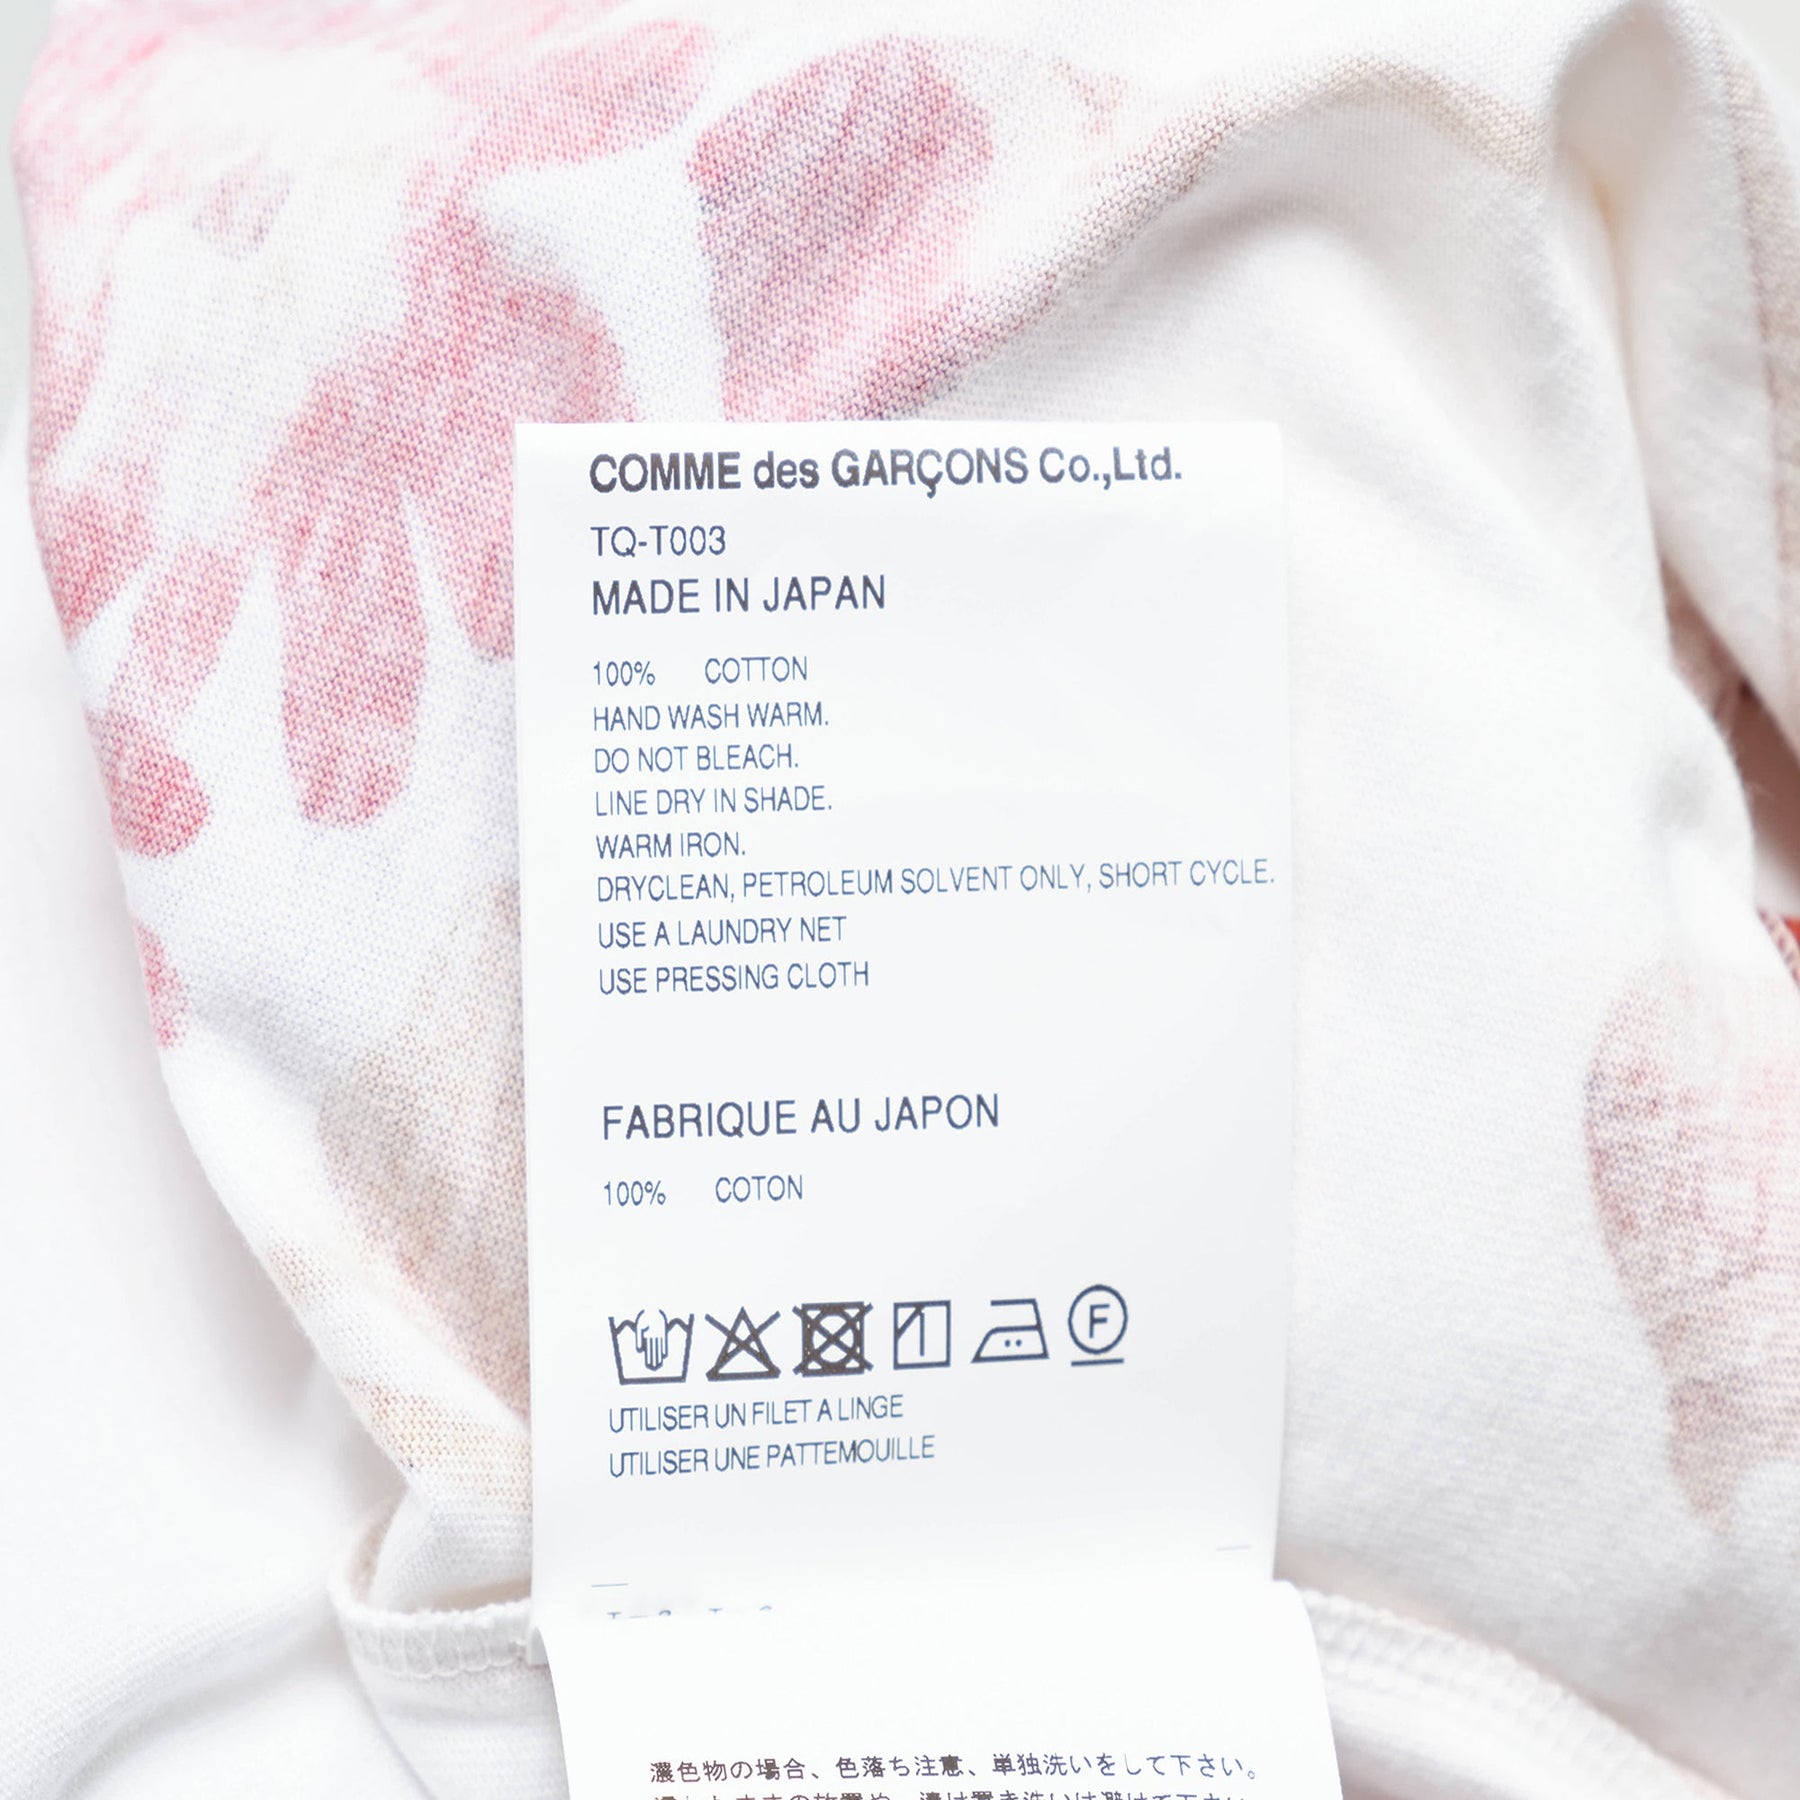 COMME des GARÇONS Co.,Ltd.
TQ-T003
MADE IN JAPAN
100% COTTON
HAND WASH WARM.
DO NOT BLEACH.
LINE DRY IN SHADE.
WARM IRON.
DRYCLEAN, PETROLEUM SOLVENT ONLY, SHORT CYCLE.
USE A LAUNDRY NET
USE PRESSING CLOTH
FABRIQUE AU JAPON
100% COTON
F
UTILISER UN FILET A LINGE
UTILISER UNE PATTEMOUILLE
濃色物の場合、色落ち注意、単独洗いをして下さい。